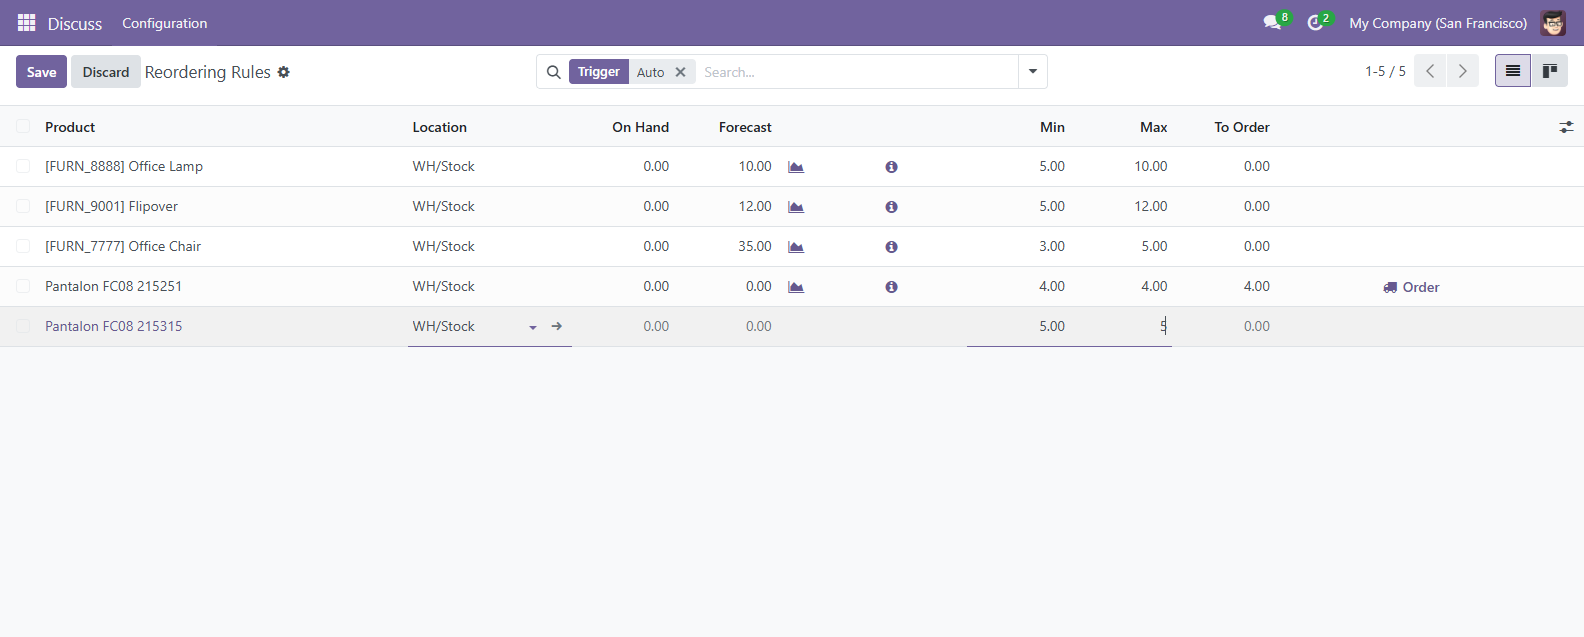 Discuss Configuration 8 2 My Company (San Francisco)
Save Discard Reordering Rules Trigger Auto Search... 1-5 / 5
Product Location On Hand Forecast Min Max To Order
[FURN_8888] Office Lamp WH/Stock 0.00 10.00 5.00 10.00 0.00
[FURN_9001] Flipover WH/Stock 0.00 12.00 5.00 12.00 0.00
[FURN_7777] Office Chair WH/Stock 0.00 35.00 3.00 5.00 0.00
Pantalon FC08 215251 WH/Stock 0.00 0.00 4.00 4.00 4.00 Order
Pantalon FC08 215315 WH/Stock 0.00 0.00 5.00 5 0.00